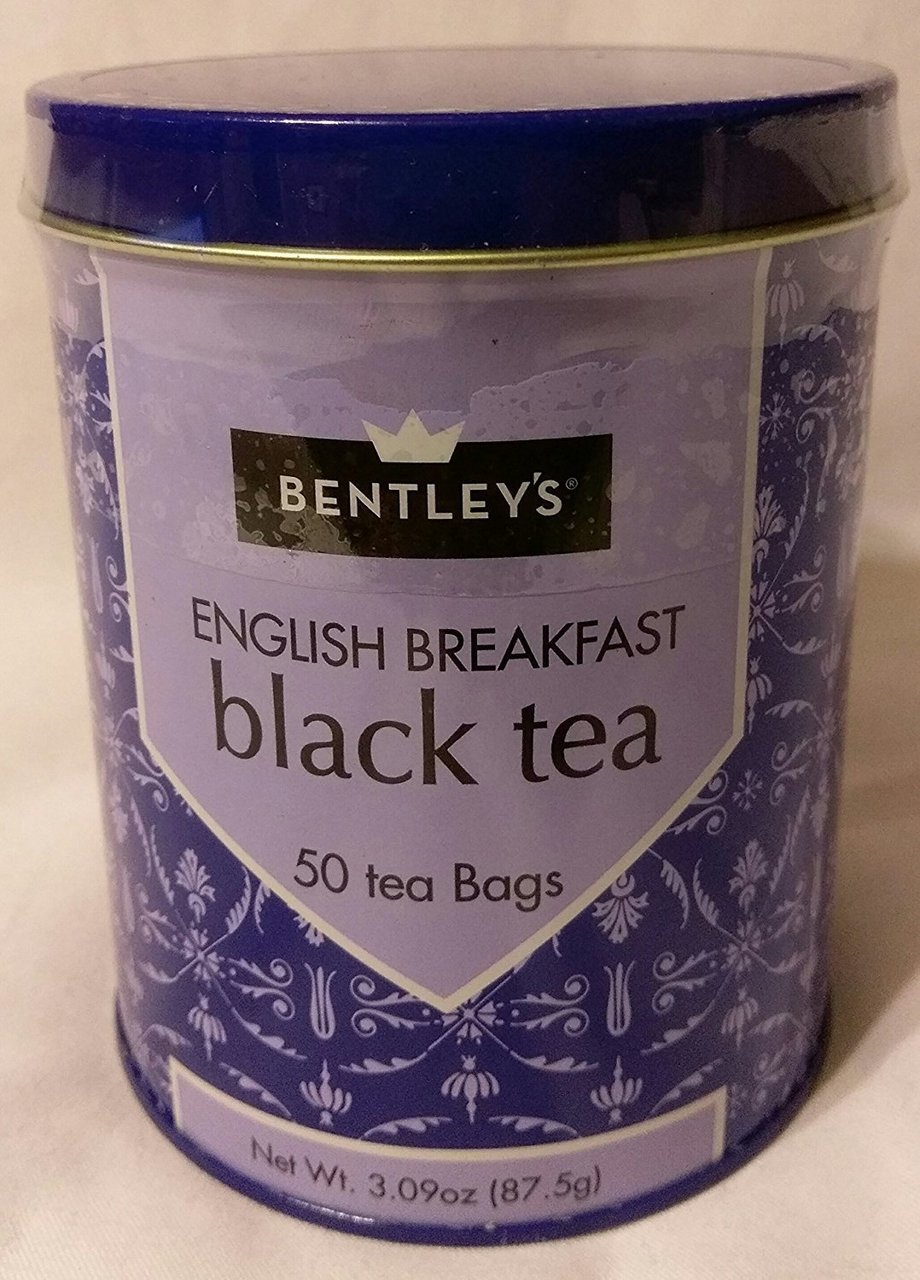 BENTLEY'S®
ENGLISH BREAKFAST
black tea
50 tea Bags
Net Wt. 3.09oz (87.5g)